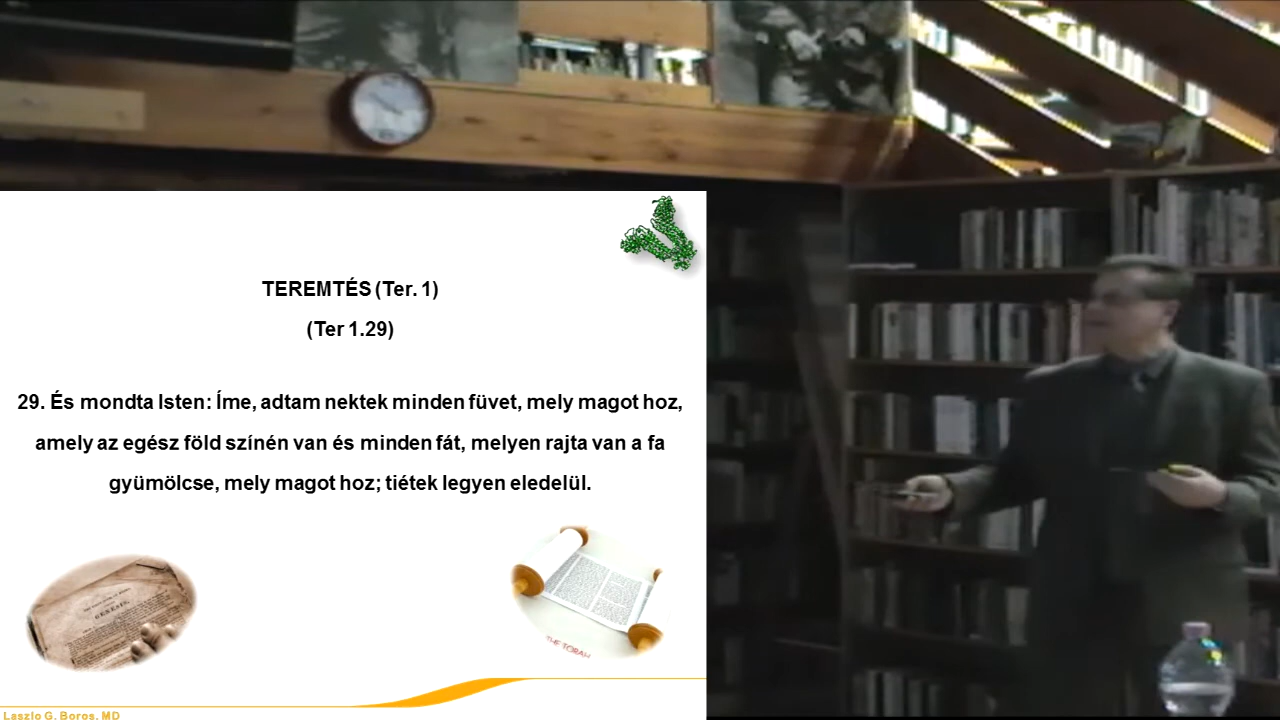 TEREMTÉS (Ter. 1)
(Ter 1.29)
29. És mondta Isten: Íme, adtam nektek minden füvet, mely magot hoz,
amely az egész föld színén van és minden fát, melyen rajta van a fa
gyümölcse, mely magot hoz; tiétek legyen eledelül.
GENESIS.
THE TORAH
Laszlo G. Boros, MD